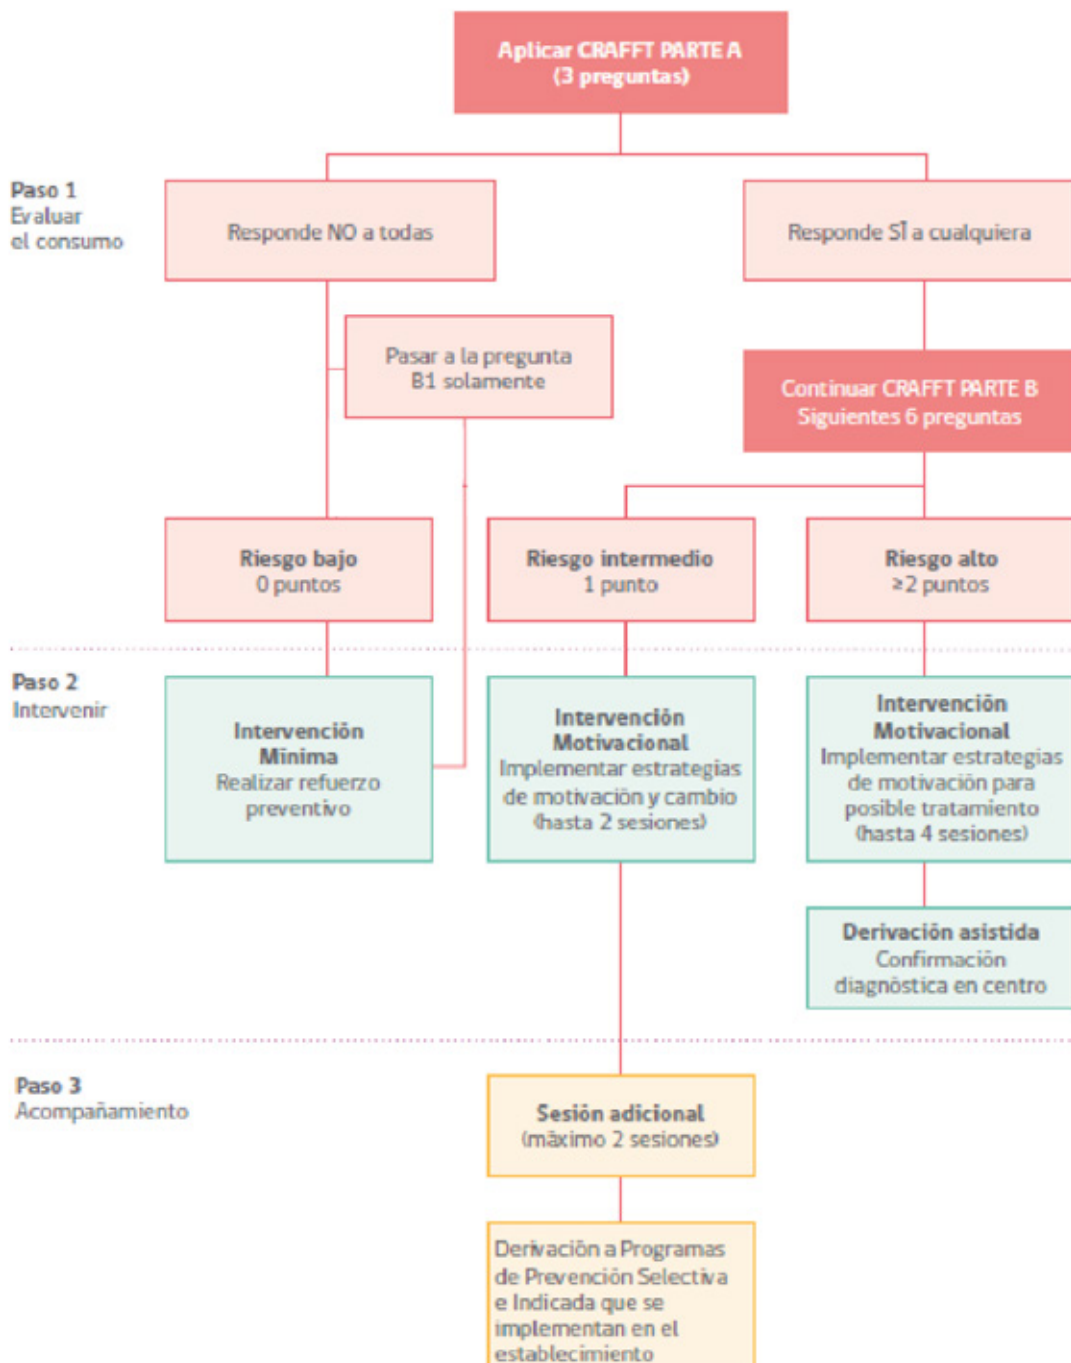 Aplicar CRAFFT PARTE A
(3 preguntas)
Paso 1
Evaluar
el consumo
Responde NO a todas
Responde SÍ a cualquiera
Pasar a la pregunta
B1 solamente
Continuar CRAFFT PARTE B
Siguientes 6 preguntas
Riesgo bajo
0 puntos
Riesgo intermedio
1 punto
Riesgo alto
≥2 puntos
Paso 2
Intervenir
Intervención
Mínima
Realizar refuerzo
preventivo
Intervención
Motivacional
Implementar estrategias
de motivación y cambio
(hasta 2 sesiones)
Intervención
Motivacional
Implementar estrategias
de motivación para
posible tratamiento
(hasta 4 sesiones)
Derivación asistida
Confirmación
diagnóstica en centro
Paso 3
Acompañamiento
Sesión adicional
(máximo 2 sesiones)
Derivación a Programas
de Prevención Selectiva
e Indicada que se
implementan en el
establecimiento